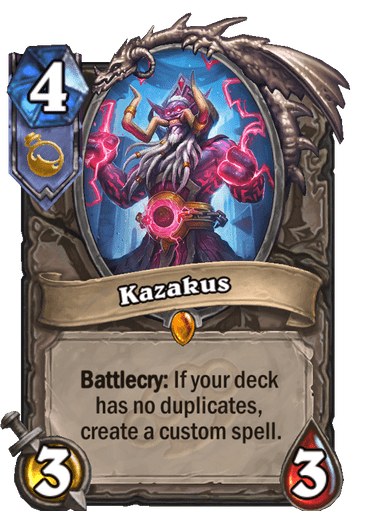 4
Kazakus
Battlecry: If your deck
has no duplicates,
create a custom spell.
3
3